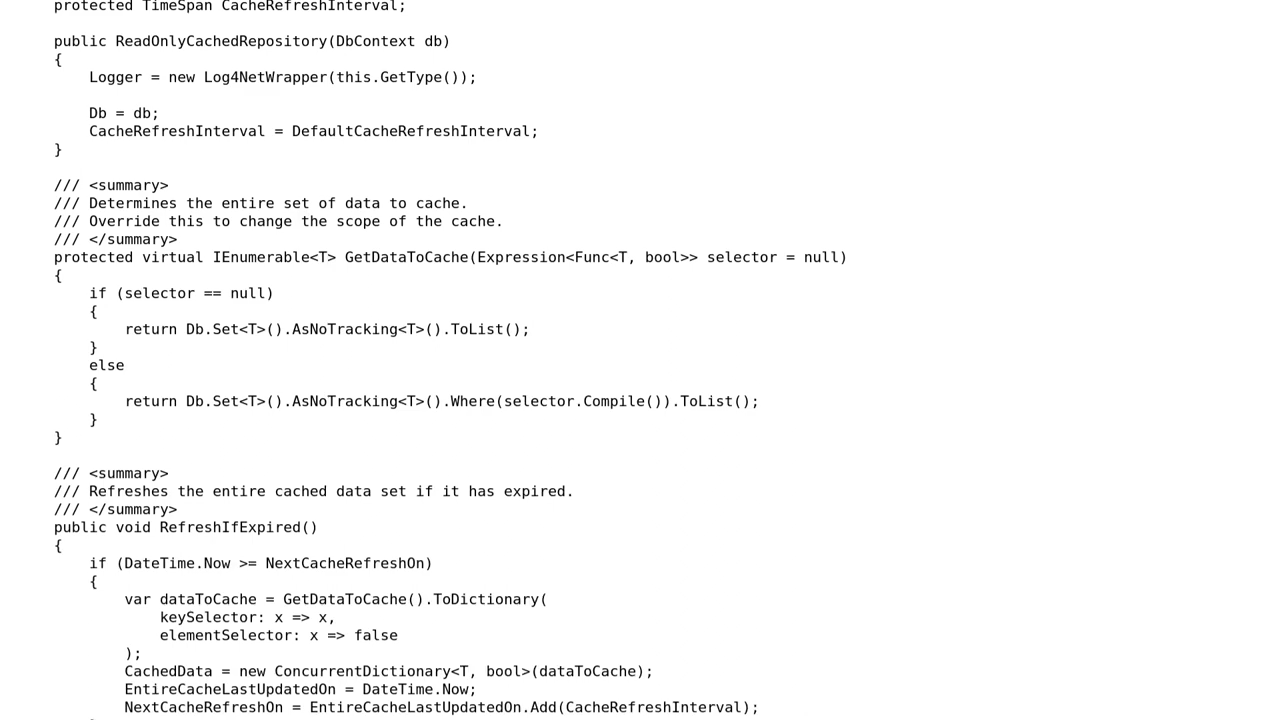 protected TimeSpan CacheRefreshInterval;
public ReadOnlyCachedRepository(DbContext db)
{
Logger = new Log4NetWrapper(this.GetType());
Db = db;
CacheRefreshInterval = DefaultCacheRefreshInterval;
}
/// <summary>
/// Determines the entire set of data to cache.
/// Override this to change the scope of the cache.
/// </summary>
protected virtual IEnumerable<T> GetDataToCache(Expression<Func<T, bool>> selector = null)
{
if (selector == null)
{
return Db.Set<T>().AsNoTracking<T>().ToList();
}
else
{
return Db.Set<T>().AsNoTracking<T>().Where(selector.Compile()).ToList();
}
}
/// <summary>
/// Refreshes the entire cached data set if it has expired.
/// </summary>
public void RefreshIfExpired()
{
if (DateTime.Now >= NextCacheRefreshOn)
{
var dataToCache = GetDataToCache().ToDictionary(
keySelector: x => x,
elementSelector: x => false
);
CachedData = new ConcurrentDictionary<T, bool>(dataToCache);
EntireCacheLastUpdatedOn = DateTime.Now;
NextCacheRefreshOn = EntireCacheLastUpdatedOn.Add(CacheRefreshInterval);